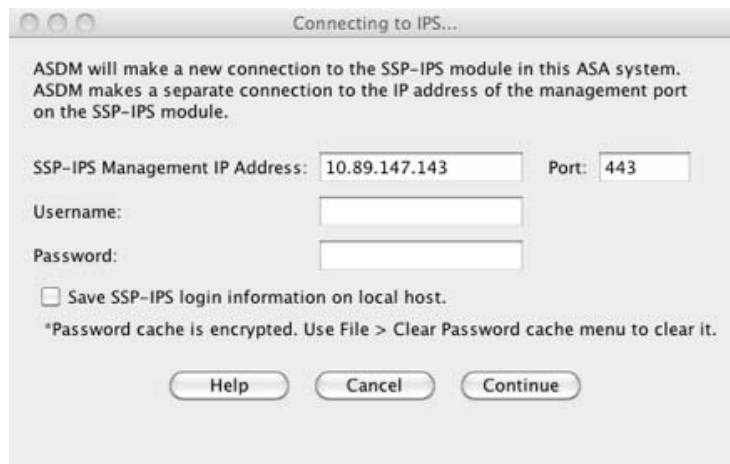 Connecting to IPS...
ASDM will make a new connection to the SSP-IPS module in this ASA system.
ASDM makes a separate connection to the IP address of the management port
on the SSP-IPS module.
SSP-IPS Management IP Address: 10.89.147.143 Port: 443
Username:
Password:
Save SSP-IPS login information on local host.
*Password cache is encrypted. Use File > Clear Password cache menu to clear it.
Help Cancel Continue